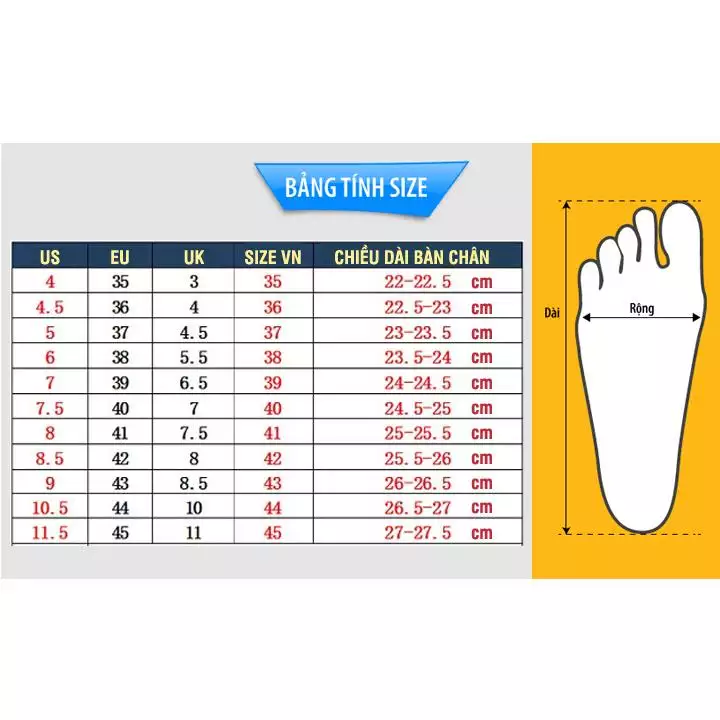 BẢNG TÍNH SIZE
US EU UK SIZE VN CHIỀU DÀI BÀN CHÂN
4 35 3 35 22-22.5 cm
4.5 36 4 36 22.5-23 cm
5 37 4.5 37 23-23.5 cm
6 38 5.5 38 23.5-24 cm
7 39 6.5 39 24-24.5 cm
7.5 40 7 40 24.5-25 cm
8 41 7.5 41 25-25.5 cm
8.5 42 8 42 25.5-26 cm
9 43 8.5 43 26-26.5 cm
10.5 44 10 44 26.5-27 cm
11.5 45 11 45 27-27.5 cm
Dài
Rộng